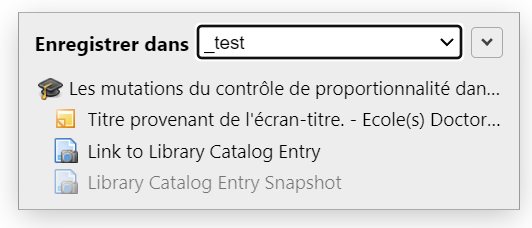 Enregistrer dans _test
Les mutations du contrôle de proportionnalité dan...
Titre provenant de l'écran-titre. - Ecole(s) Doctor...
Link to Library Catalog Entry
Library Catalog Entry Snapshot